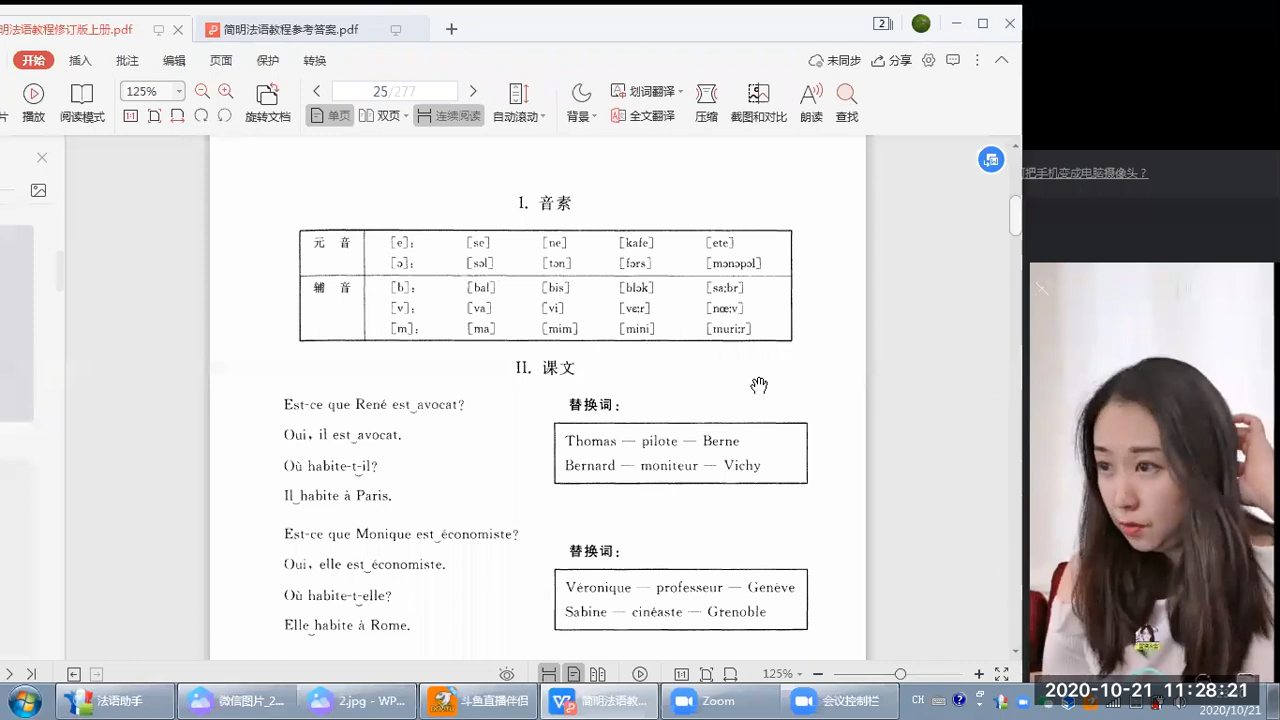 明法语教程修订版上册.pdf
简明法语教程参考答案.pdf
2
开始 插入 批注 编辑 页面 保护 转换
未同步 分享
125%
25/277
划词翻译
播放 阅读模式
旋转文档 单页 双页 连续阅读 自动滚动 背景 全文翻译 压缩 截图和对比 朗读 查找
把手机变成电脑摄像头？
I. 音素
元 音 [e]: [se] [ne] [kafe] [ete]
[ə]: [səl] [tən] [fərs] [mɔnɔpɔl]
辅 音 [b]: [bal] [bis] [blɔk] [sa:br]
[v]: [va] [vi] [vɛ:r] [nœ:v]
[m]: [ma] [mim] [mini] [muri:r]
II. 课文
Est-ce que René est‿avocat?
Oui, il est‿avocat.
Où habite-t‿il?
Il‿habite à Paris.
替换词：
Thomas — pilote — Berne
Bernard — moniteur — Vichy
Est-ce que Monique est‿économiste?
Oui, elle est‿économiste.
Où habite-t‿elle?
Elle‿habite à Rome.
替换词：
Véronique — professeur — Genève
Sabine — cinéaste — Grenoble
125%
法语助手 微信图片_2... 2.jpg - WP... 斗鱼直播伴侣 简明法语教... Zoom 会议控制栏 CH
2020-10-21 11:28:21
2020/10/21